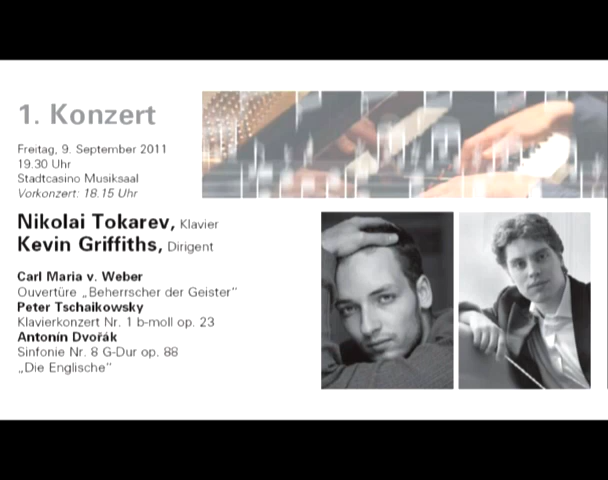 1. Konzert
Freitag, 9. September 2011
19.30 Uhr
Stadtcasino Musiksaal
Vorkonzert: 18.15 Uhr
Nikolai Tokarev, Klavier
Kevin Griffiths, Dirigent
Carl Maria v. Weber
Ouvertüre „Beherrscher der Geister“
Peter Tschaikowsky
Klavierkonzert Nr. 1 b-moll op. 23
Antonín Dvořák
Sinfonie Nr. 8 G-Dur op. 88
„Die Englische“